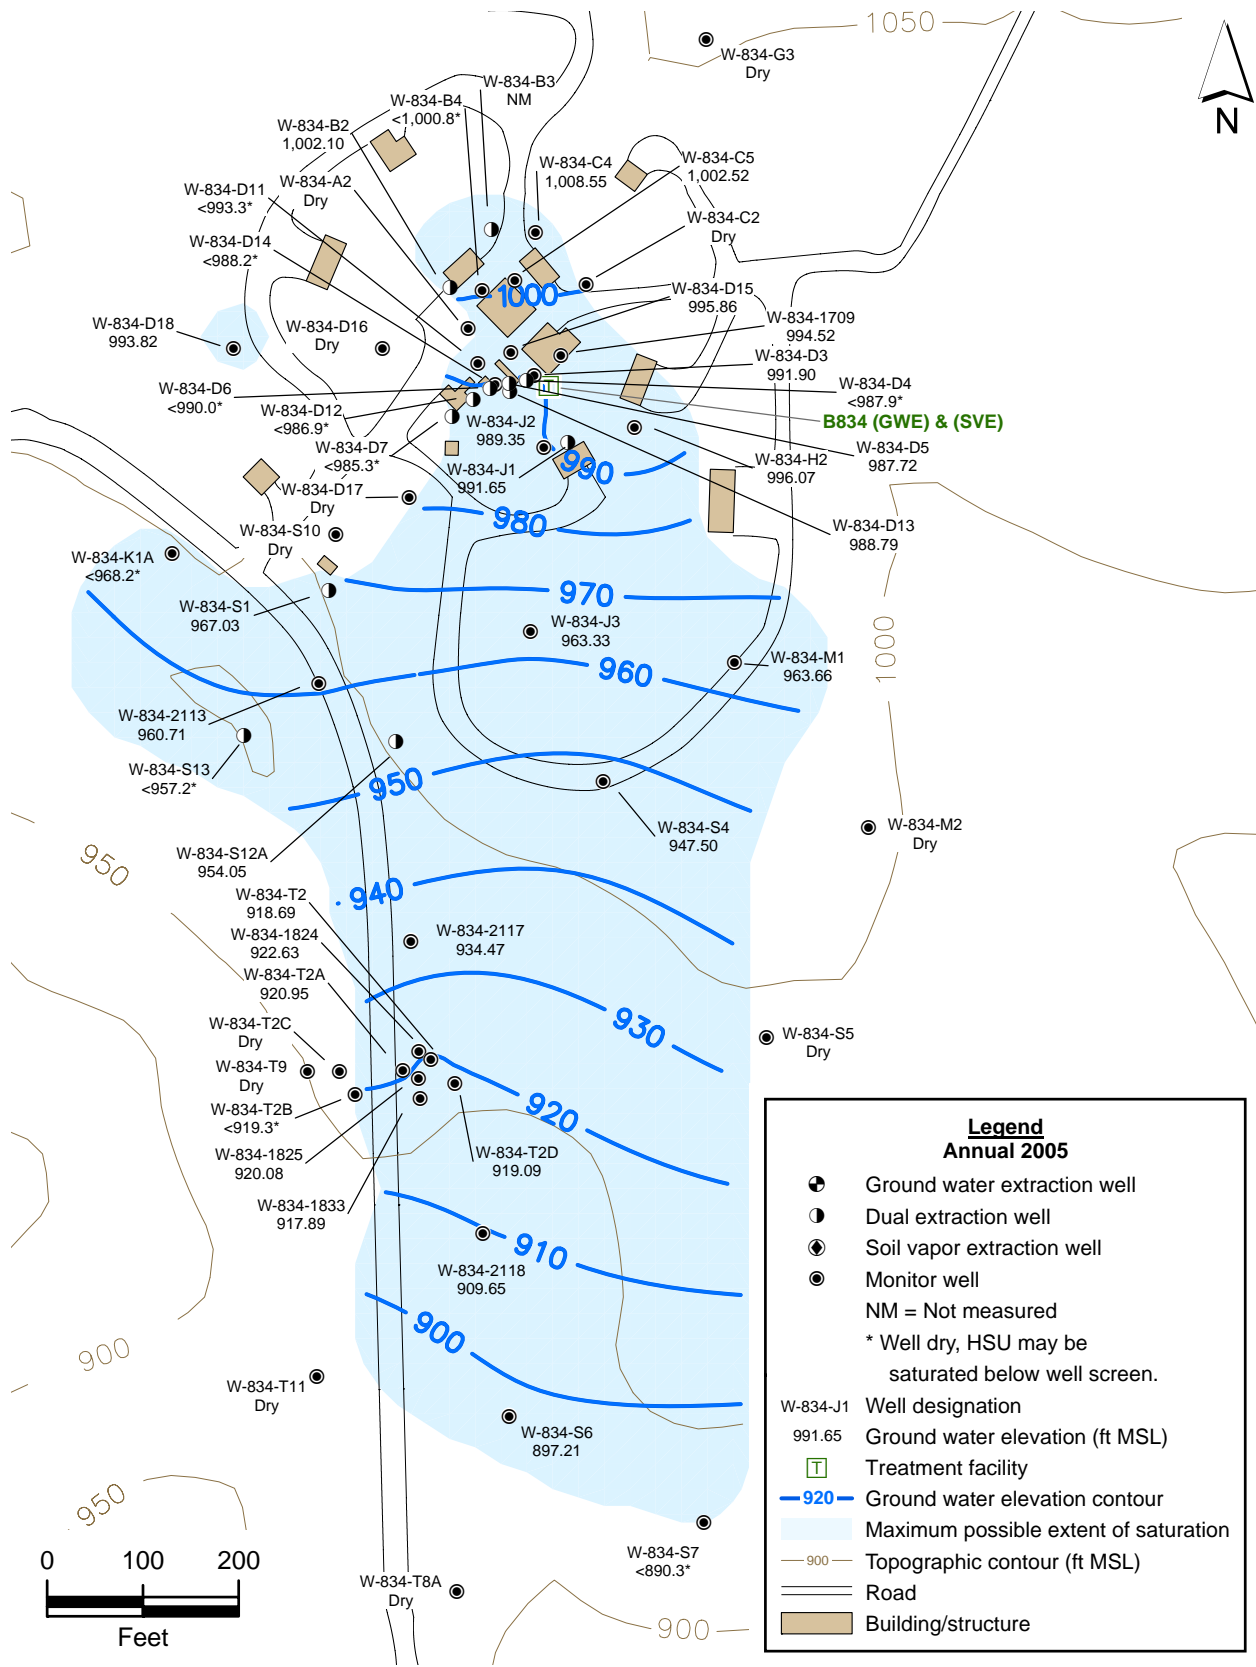 1050
W-834-G3
Dry
N
W-834-B3
NM
W-834-B4
<1,000.8*
W-834-B2
1,002.10
W-834-C4
1,008.55
W-834-C5
1,002.52
W-834-A2
Dry
W-834-D11
<993.3*
W-834-C2
Dry
W-834-D14
<988.2*
1000
W-834-D15
995.86
W-834-D18
993.82
W-834-D16
Dry
W-834-1709
994.52
W-834-D3
991.90
W-834-D6
<990.0*
T
W-834-D4
<987.9*
W-834-D12
<986.9*
W-834-J2
989.35
B834 (GWE) & (SVE)
W-834-D7
<985.3*
W-834-D5
987.72
W-834-J1
991.65
990
W-834-H2
996.07
W-834-D17
Dry
980
W-834-D13
988.79
W-834-S10
Dry
W-834-K1A
<968.2*
970
W-834-S1
967.03
W-834-J3
963.33
1000
960
W-834-M1
963.66
W-834-2113
960.71
W-834-S13
<957.2*
950
W-834-S4
947.50
W-834-M2
Dry
950
W-834-S12A
954.05
940
W-834-T2
918.69
W-834-2117
934.47
W-834-1824
922.63
W-834-T2A
920.95
930
W-834-T2C
Dry
W-834-S5
Dry
W-834-T9
Dry
W-834-T2B
<919.3*
920
W-834-1825
920.08
W-834-T2D
919.09
W-834-1833
917.89
910
W-834-2118
909.65
900
900
W-834-T11
Dry
W-834-S6
897.21
950
W-834-S7
<890.3*
W-834-T8A
Dry
900
0 100 200
Feet
Legend
Annual 2005
Ground water extraction well
Dual extraction well
Soil vapor extraction well
Monitor well
NM = Not measured
* Well dry, HSU may be
saturated below well screen.
W-834-J1 Well designation
991.65 Ground water elevation (ft MSL)
T Treatment facility
920 Ground water elevation contour
Maximum possible extent of saturation
900 Topographic contour (ft MSL)
Road
Building/structure